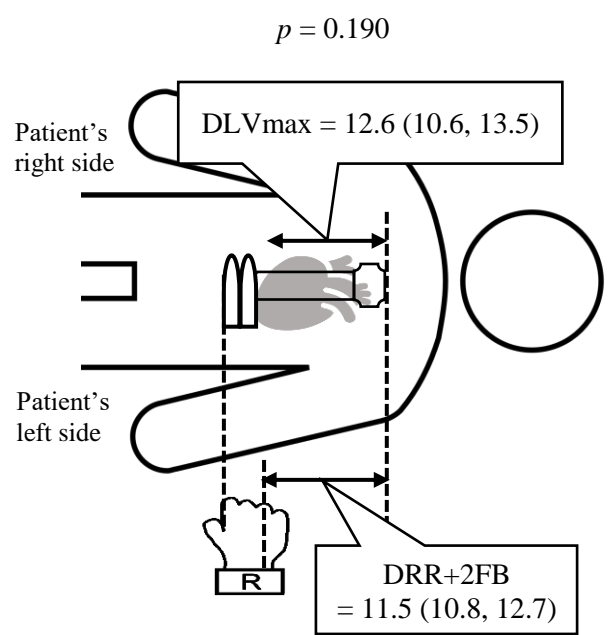 p = 0.190
DLVmax = 12.6 (10.6, 13.5)
Patient's
right side
Patient's
left side
R
DRR+2FB
= 11.5 (10.8, 12.7)